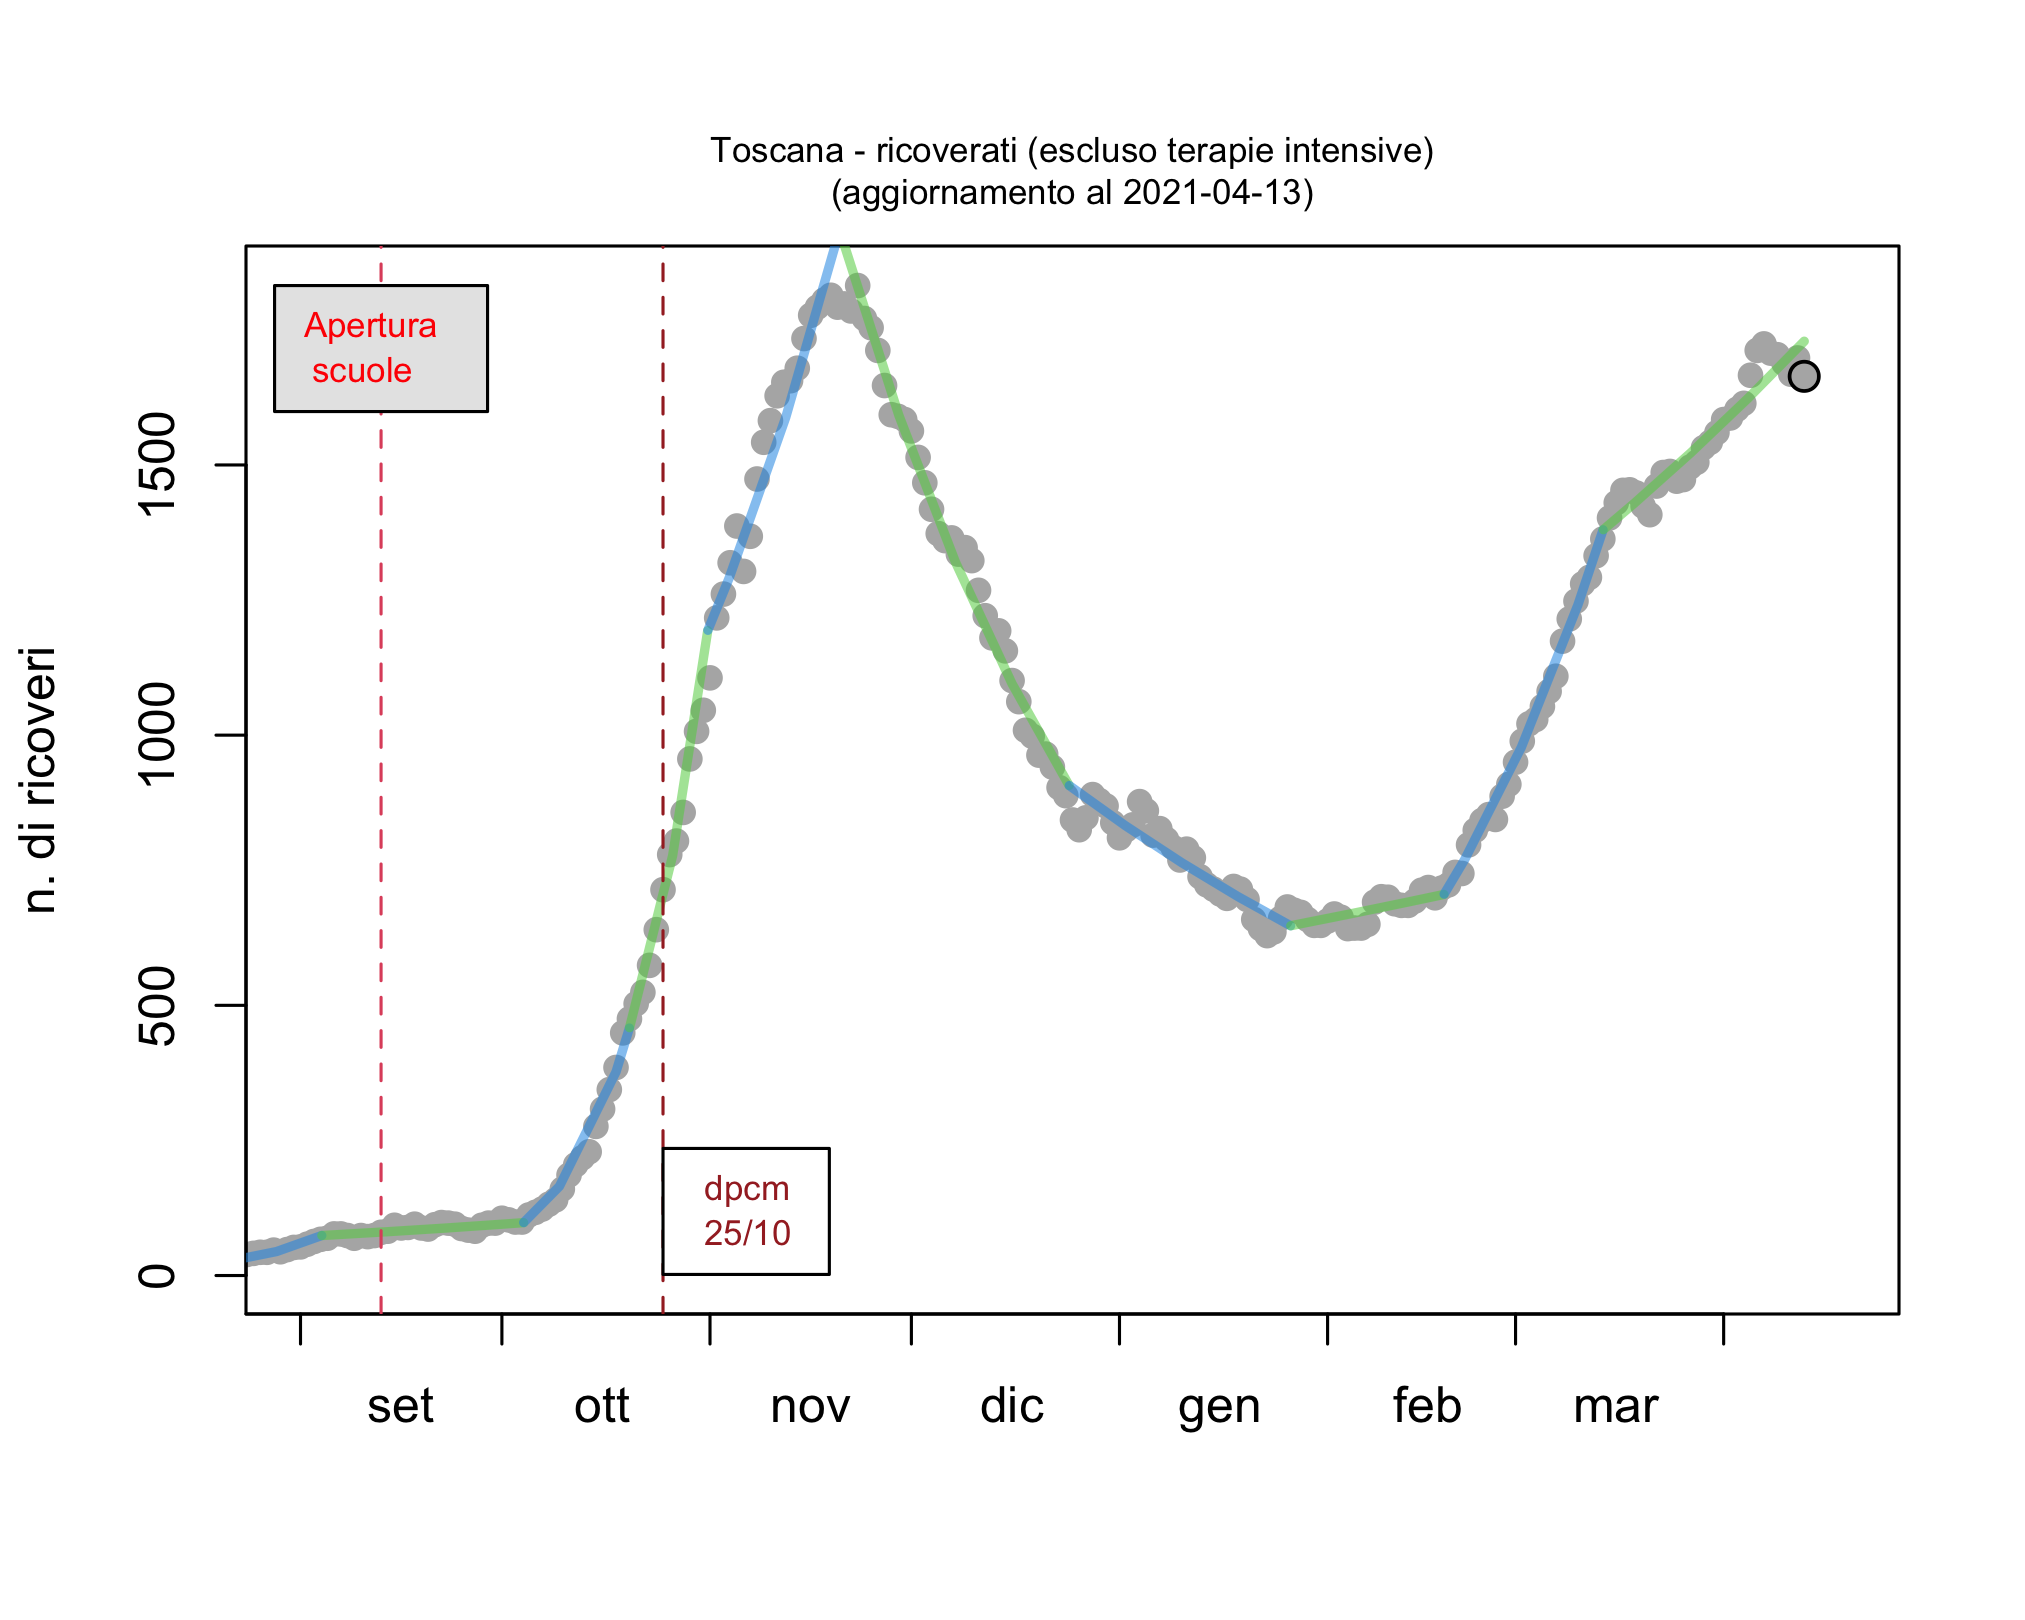 Toscana - ricoverati (escluso terapie intensive)
(aggiornamento al 2021-04-13)
Apertura
scuole
1500
1000
500
0
n. di ricoveri
dpcm
25/10
set ott nov dic gen feb mar